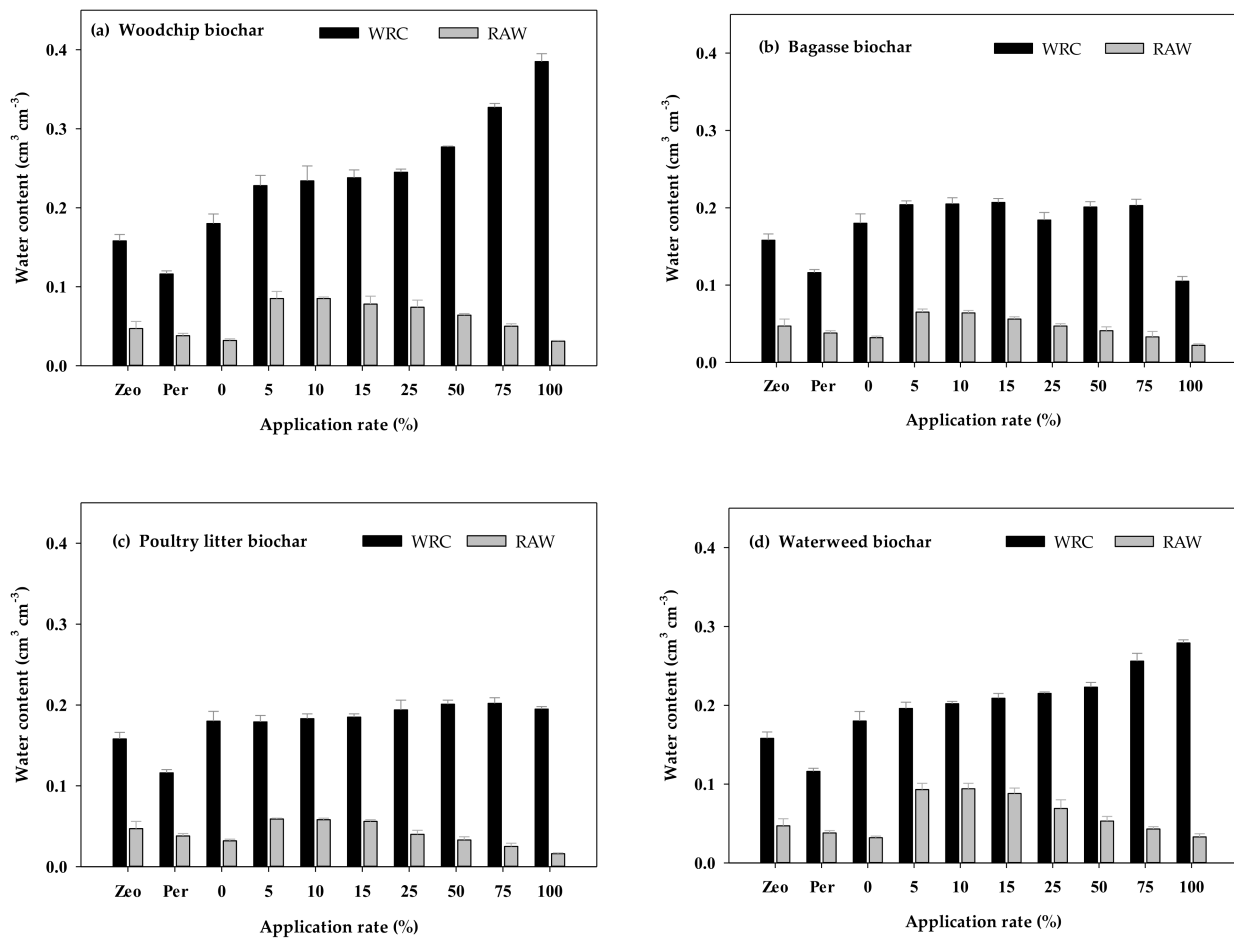 (a) Woodchip biochar
WRC RAW
Water content (cm³ cm⁻³)
0.4
0.3
0.2
0.1
0.0
Zeo Per 0 5 10 15 25 50 75 100
Application rate (%)
(b) Bagasse biochar
WRC RAW
Water content (cm³ cm⁻³)
0.4
0.3
0.2
0.1
0.0
Zeo Per 0 5 10 15 25 50 75 100
Application rate (%)
(c) Poultry litter biochar
WRC RAW
Water content (cm³ cm⁻³)
0.4
0.3
0.2
0.1
0.0
Zeo Per 0 5 10 15 25 50 75 100
Application rate (%)
(d) Waterweed biochar
WRC RAW
Water content (cm³ cm⁻³)
0.4
0.3
0.2
0.1
0.0
Zeo Per 0 5 10 15 25 50 75 100
Application rate (%)